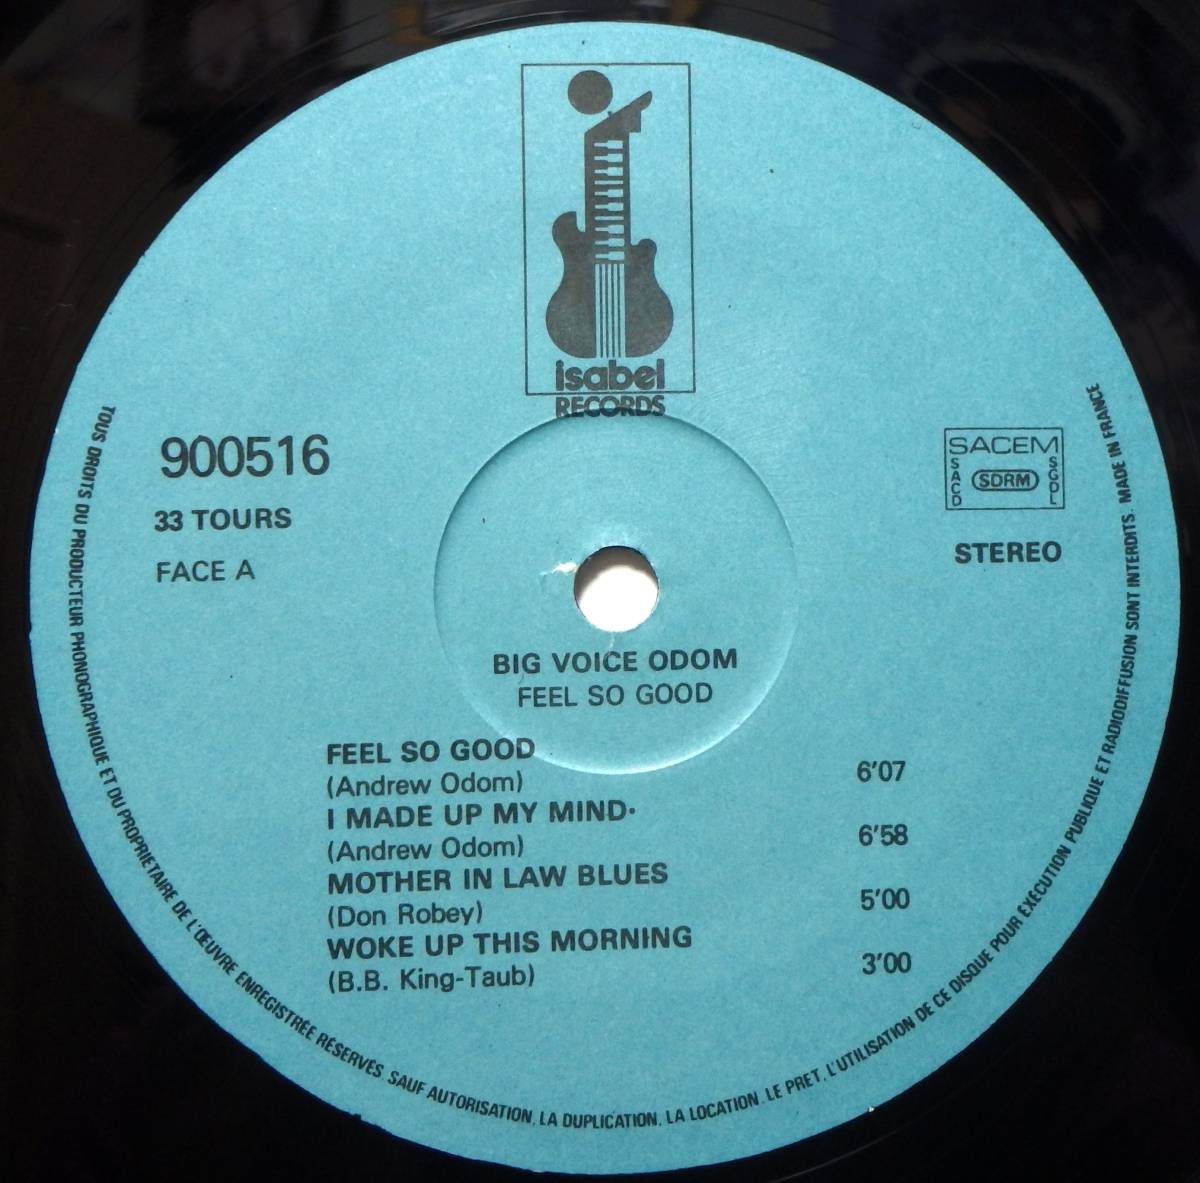 isabel
RECORDS
900516
33 TOURS
FACE A
SACEM
SACD
SDRM
SGDL
STEREO
BIG VOICE ODOM
FEEL SO GOOD
FEEL SO GOOD
(Andrew Odom) 6'07
I MADE UP MY MIND.
(Andrew Odom) 6'58
MOTHER IN LAW BLUES
(Don Robey) 5'00
WOKE UP THIS MORNING
(B.B. King-Taub) 3'00
TOUS DROITS DU PRODUCTEUR PHONOGRAPHIQUE ET DU PROPRIETAIRE DE L'ŒUVRE ENREGISTRÉE RÉSERVÉS. SAUF AUTORISATION, LA DUPLICATION, LA LOCATION, LE PRET, L'UTILISATION DE CE DISQUE POUR EXÉCUTION PUBLIQUE ET RADIODIFFUSION SONT INTERDITS. MADE IN FRANCE